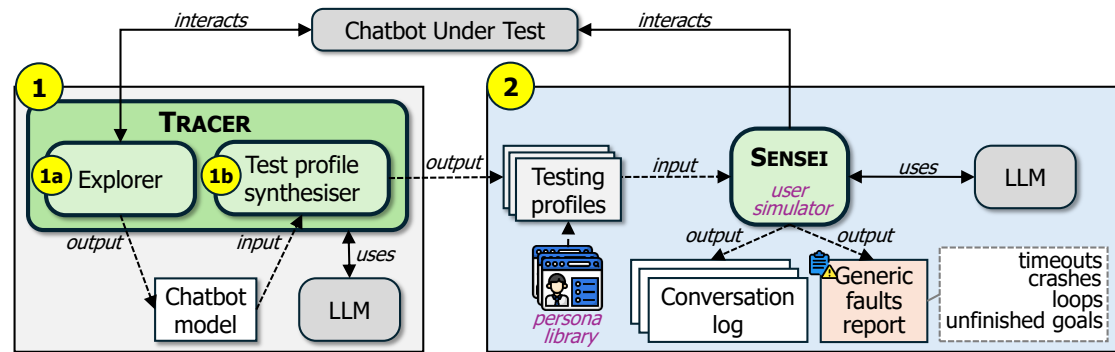 interacts
Chatbot Under Test
interacts
1
TRACER
1a
Explorer
1b
Test profile
synthesiser
output
input
uses
Chatbot
model
LLM
output
2
Testing
profiles
input
SENSEI
user
simulator
uses
LLM
persona
library
output
output
Conversation
log
Generic
faults
report
timeouts
crashes
loops
unfinished goals